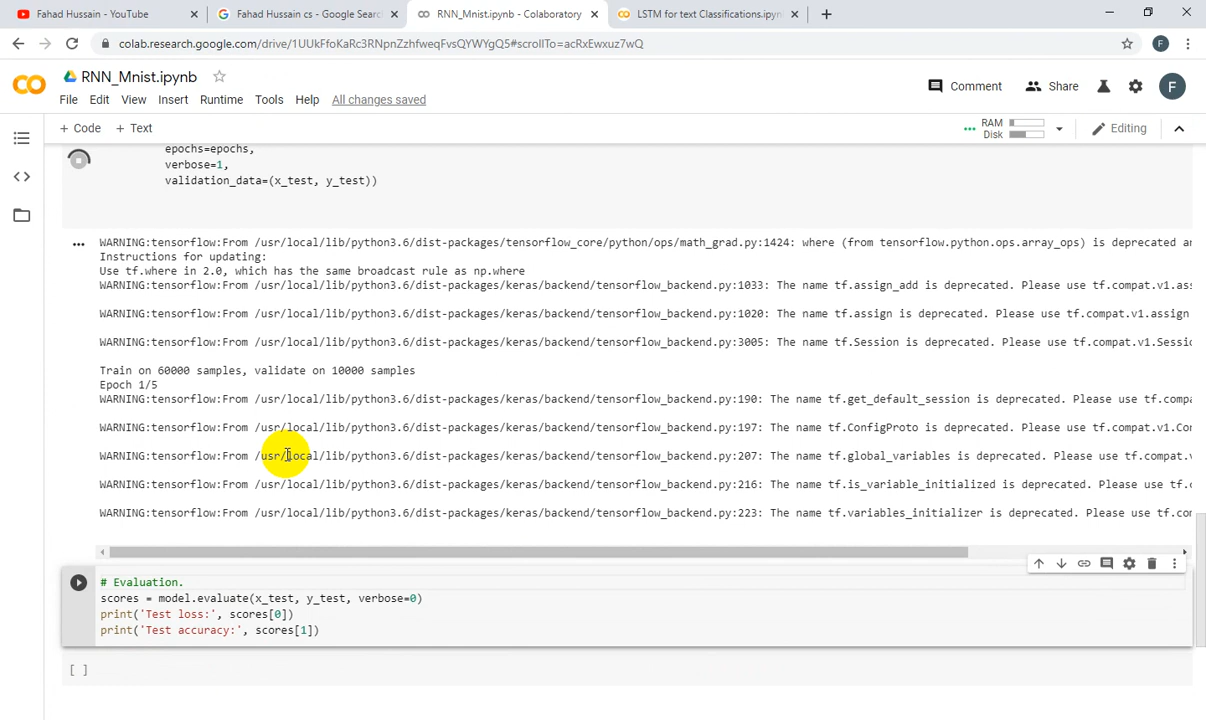 Fahad Hussain - YouTube
Fahad Hussain cs - Google Searc
RNN_Mnist.ipynb - Colaboratory
LSTM for text Classifications.ipyn
colab.research.google.com/drive/1UUkFfoKaRc3RNpnZzhfweqFvsQYWYgQ5#scrollTo=acRxEwxuz7wQ
F
RNN_Mnist.ipynb
Comment
Share
F
File Edit View Insert Runtime Tools Help All changes saved
+ Code + Text
RAM
Disk
Editing
epochs=epochs,
verbose=1,
validation_data=(x_test, y_test))
WARNING:tensorflow:From /usr/local/lib/python3.6/dist-packages/tensorflow_core/python/ops/math_grad.py:1424: where (from tensorflow.python.ops.array_ops) is deprecated an
Instructions for updating:
Use tf.where in 2.0, which has the same broadcast rule as np.where
WARNING:tensorflow:From /usr/local/lib/python3.6/dist-packages/keras/backend/tensorflow_backend.py:1033: The name tf.assign_add is deprecated. Please use tf.compat.v1.ass
WARNING:tensorflow:From /usr/local/lib/python3.6/dist-packages/keras/backend/tensorflow_backend.py:1020: The name tf.assign is deprecated. Please use tf.compat.v1.assign
WARNING:tensorflow:From /usr/local/lib/python3.6/dist-packages/keras/backend/tensorflow_backend.py:3005: The name tf.Session is deprecated. Please use tf.compat.v1.Sessio
Train on 60000 samples, validate on 10000 samples
Epoch 1/5
WARNING:tensorflow:From /usr/local/lib/python3.6/dist-packages/keras/backend/tensorflow_backend.py:190: The name tf.get_default_session is deprecated. Please use tf.compa
WARNING:tensorflow:From /usr/local/lib/python3.6/dist-packages/keras/backend/tensorflow_backend.py:197: The name tf.ConfigProto is deprecated. Please use tf.compat.v1.Con
WARNING:tensorflow:From /usr/local/lib/python3.6/dist-packages/keras/backend/tensorflow_backend.py:207: The name tf.global_variables is deprecated. Please use tf.compat.v
WARNING:tensorflow:From /usr/local/lib/python3.6/dist-packages/keras/backend/tensorflow_backend.py:216: The name tf.is_variable_initialized is deprecated. Please use tf.c
WARNING:tensorflow:From /usr/local/lib/python3.6/dist-packages/keras/backend/tensorflow_backend.py:223: The name tf.variables_initializer is deprecated. Please use tf.co
# Evaluation.
scores = model.evaluate(x_test, y_test, verbose=0)
print('Test loss:', scores[0])
print('Test accuracy:', scores[1])
[ ]